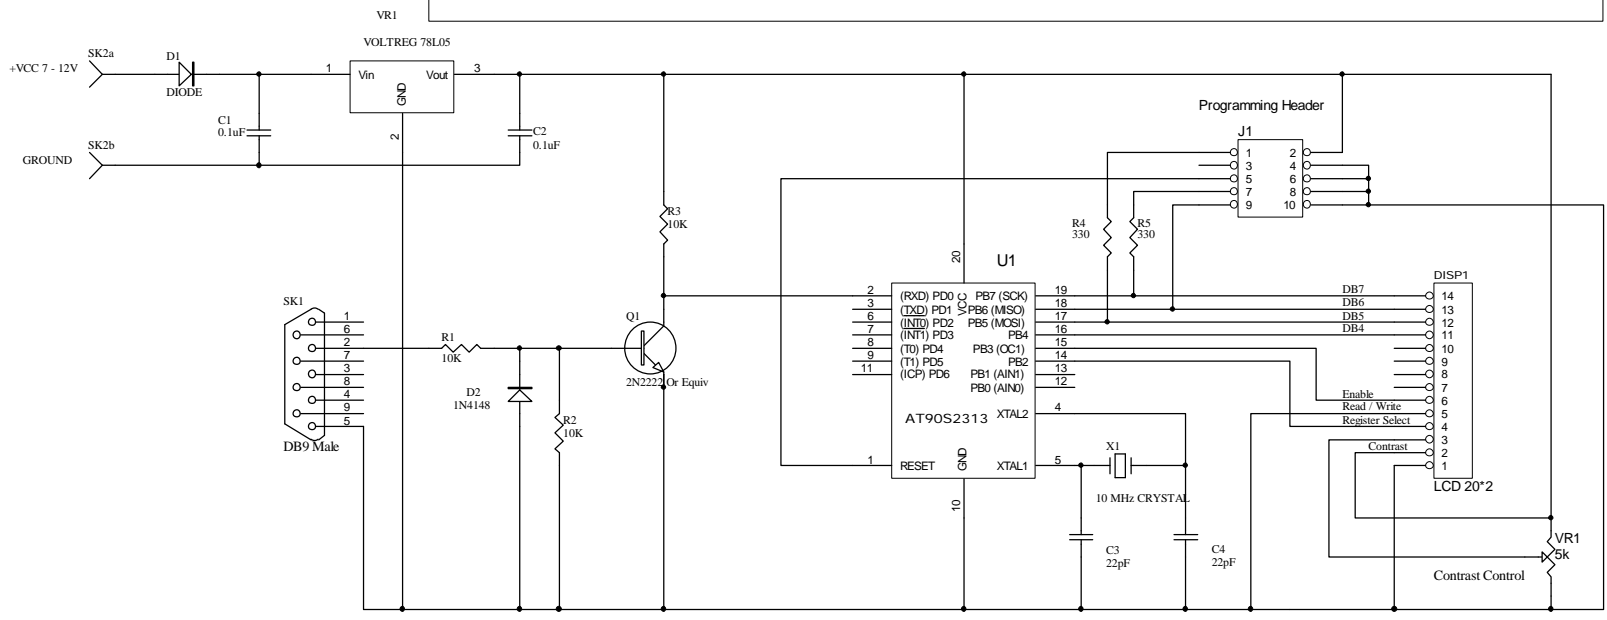 VR1
VOLTREG 78L05
SK2a
+VCC 7 - 12V
D1
DIODE
1
Vin
Vout
3
GND
2
C1
0.1uF
C2
0.1uF
SK2b
GROUND
Programming Header
J1
1
2
3
4
5
6
7
8
9
10
R3
10K
R4
330
R5
330
20
U1
2
(RXD) PD0
3
(TXD) PD1
6
(INT0) PD2
7
(INT1) PD3
8
(T0) PD4
9
(T1) PD5
11
(ICP) PD6
VCC
PB7 (SCK)
19
PB6 (MISO)
18
PB5 (MOSI)
17
PB4
16
PB3 (OC1)
15
PB2
14
PB1 (AIN1)
13
PB0 (AIN0)
12
XTAL2
4
AT90S2313
1
RESET
GND
XTAL1
5
10
X1
10 MHz CRYSTAL
C3
22pF
C4
22pF
SK1
1
6
2
7
3
8
4
9
5
DB9 Male
R1
10K
D2
1N4148
R2
10K
Q1
2N2222 Or Equiv
DISP1
DB7
14
DB6
13
DB5
12
DB4
11
10
9
8
7
Enable
6
Read / Write
5
Register Select
4
3
Contrast
2
1
LCD 20*2
VR1
5k
Contrast Control